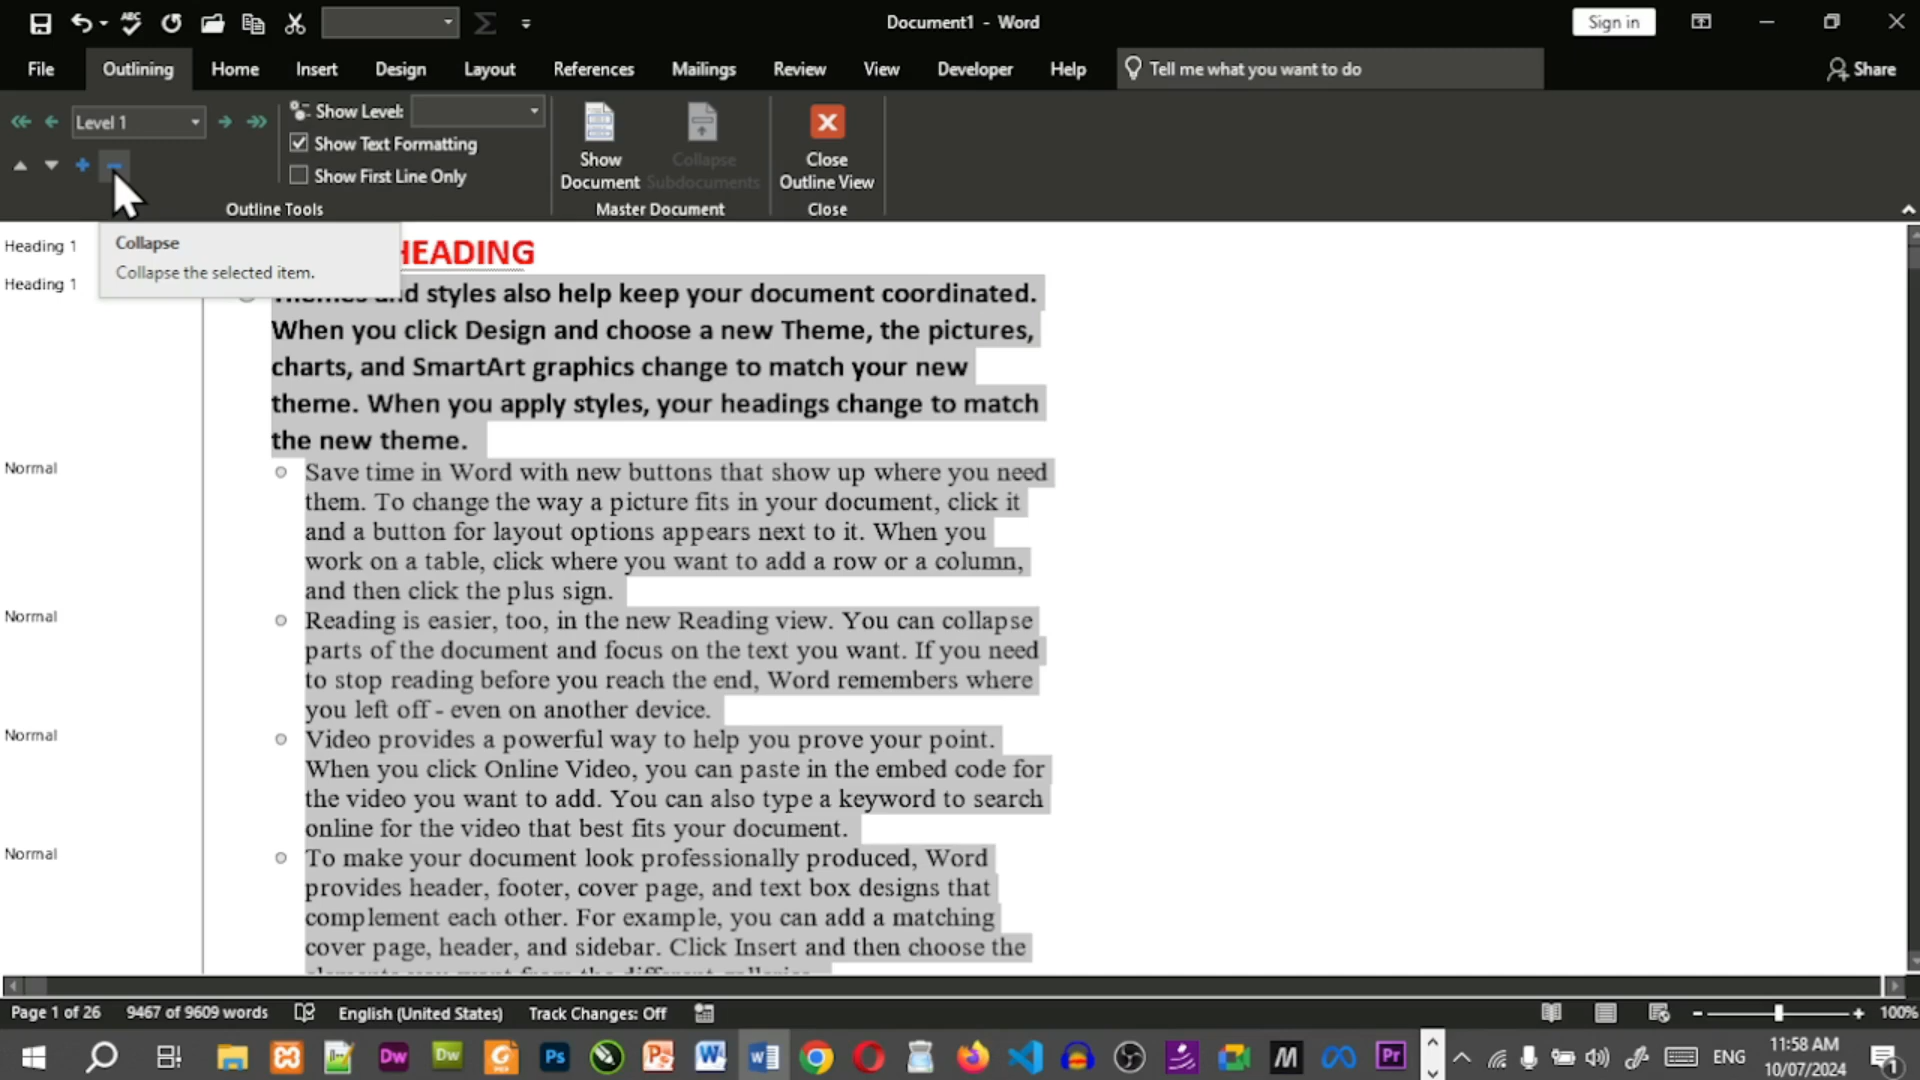 Document1 - Word
Sign in
File Outlining Home Insert Design Layout References Mailings Review View Developer Help Tell me what you want to do Share
Level 1
Show Level:
Show Text Formatting
Show First Line Only
Outline Tools
Show Document
Collapse Subdocuments
Master Document
Close Outline View
Close
Collapse
Collapse the selected item.
Heading 1
HEADING
Heading 1
Themes and styles also help keep your document coordinated.
When you click Design and choose a new Theme, the pictures,
charts, and SmartArt graphics change to match your new
theme. When you apply styles, your headings change to match
the new theme.
Normal
Save time in Word with new buttons that show up where you need
them. To change the way a picture fits in your document, click it
and a button for layout options appears next to it. When you
work on a table, click where you want to add a row or a column,
and then click the plus sign.
Normal
Reading is easier, too, in the new Reading view. You can collapse
parts of the document and focus on the text you want. If you need
to stop reading before you reach the end, Word remembers where
you left off - even on another device.
Normal
Video provides a powerful way to help you prove your point.
When you click Online Video, you can paste in the embed code for
the video you want to add. You can also type a keyword to search
online for the video that best fits your document.
Normal
To make your document look professionally produced, Word
provides header, footer, cover page, and text box designs that
complement each other. For example, you can add a matching
cover page, header, and sidebar. Click Insert and then choose the
Page 1 of 26 9467 of 9609 words English (United States) Track Changes: Off 100%
ENG
11:58 AM
10/07/2024